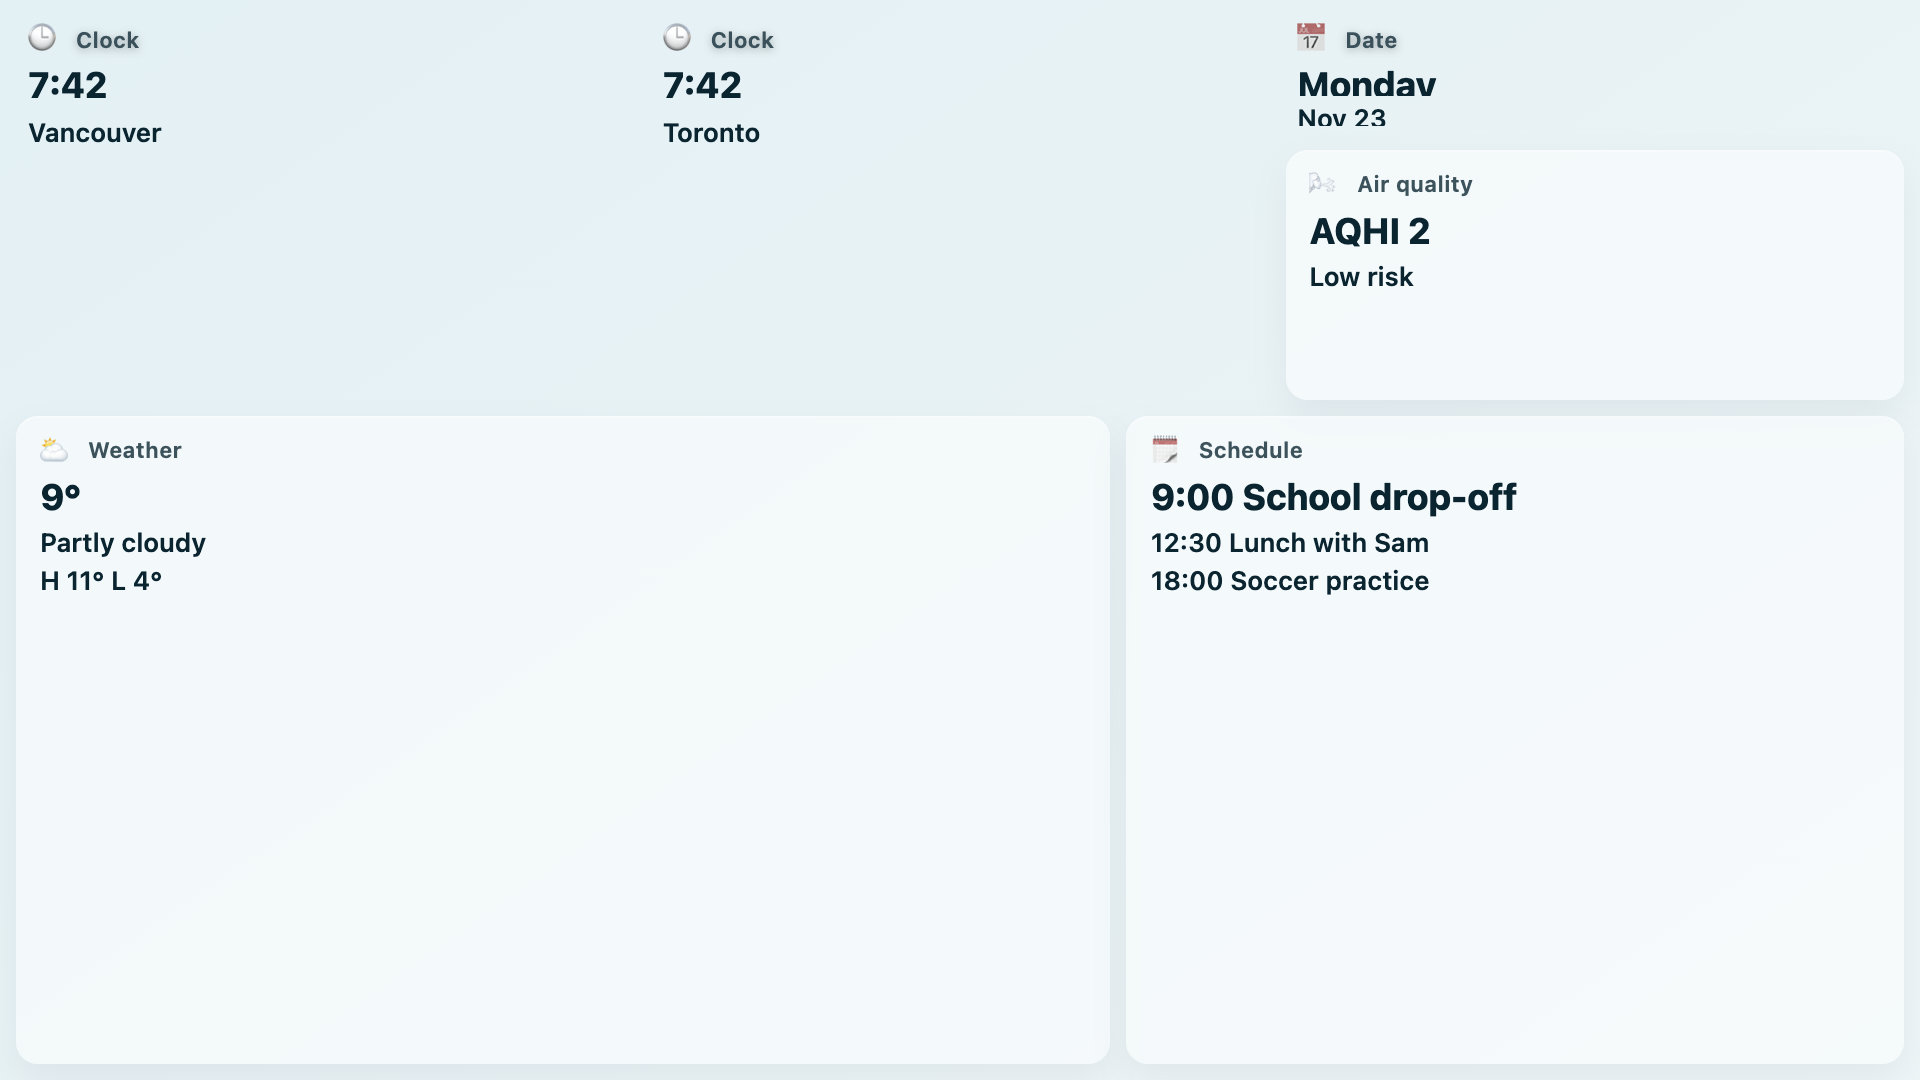 Clock
7:42
Vancouver
Clock
7:42
Toronto
17
Date
Monday
Nov 23
Air quality
AQHI 2
Low risk
Weather
9°
Partly cloudy
H 11° L 4°
Schedule
9:00 School drop-off
12:30 Lunch with Sam
18:00 Soccer practice